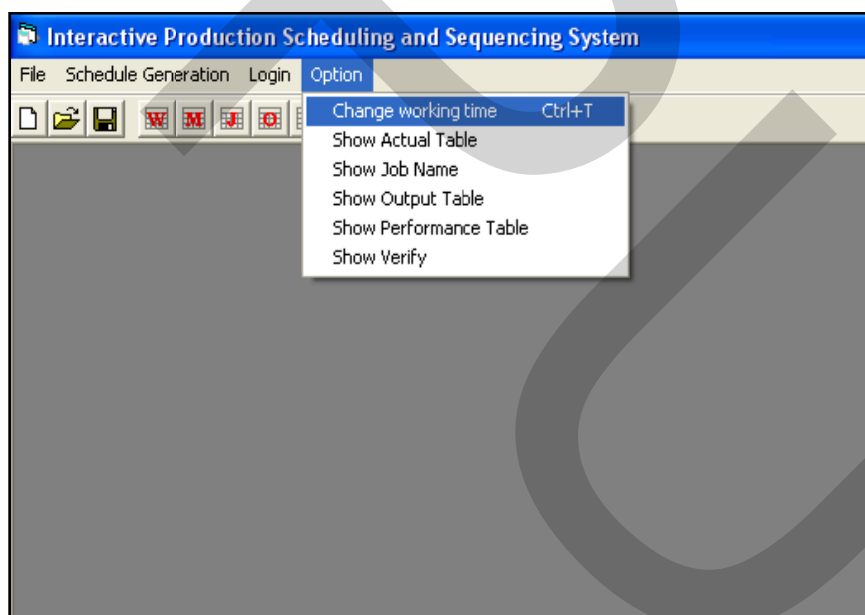 Interactive Production Scheduling and Sequencing System
File Schedule Generation Login Option
W M J O
Change working time Ctrl+T
Show Actual Table
Show Job Name
Show Output Table
Show Performance Table
Show Verify